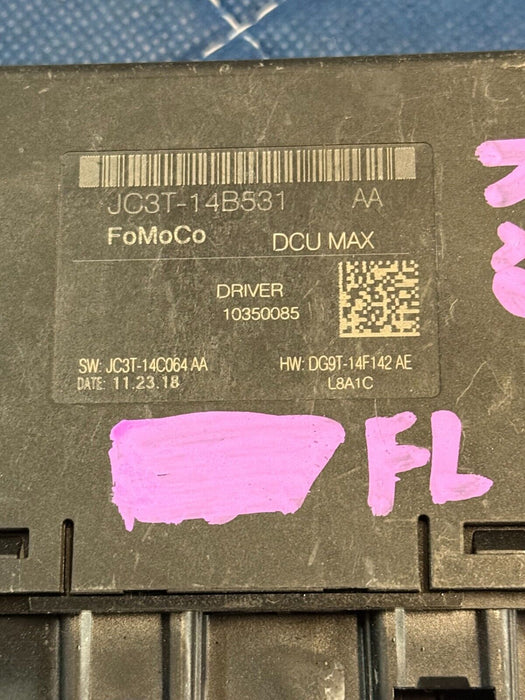 JC3T-14B531 AA
FoMoCo DCU MAX
DRIVER
10350085
SW: JC3T-14C064 AA HW: DG9T-14F142 AE
DATE: 11.23.18 L8A1C
FL